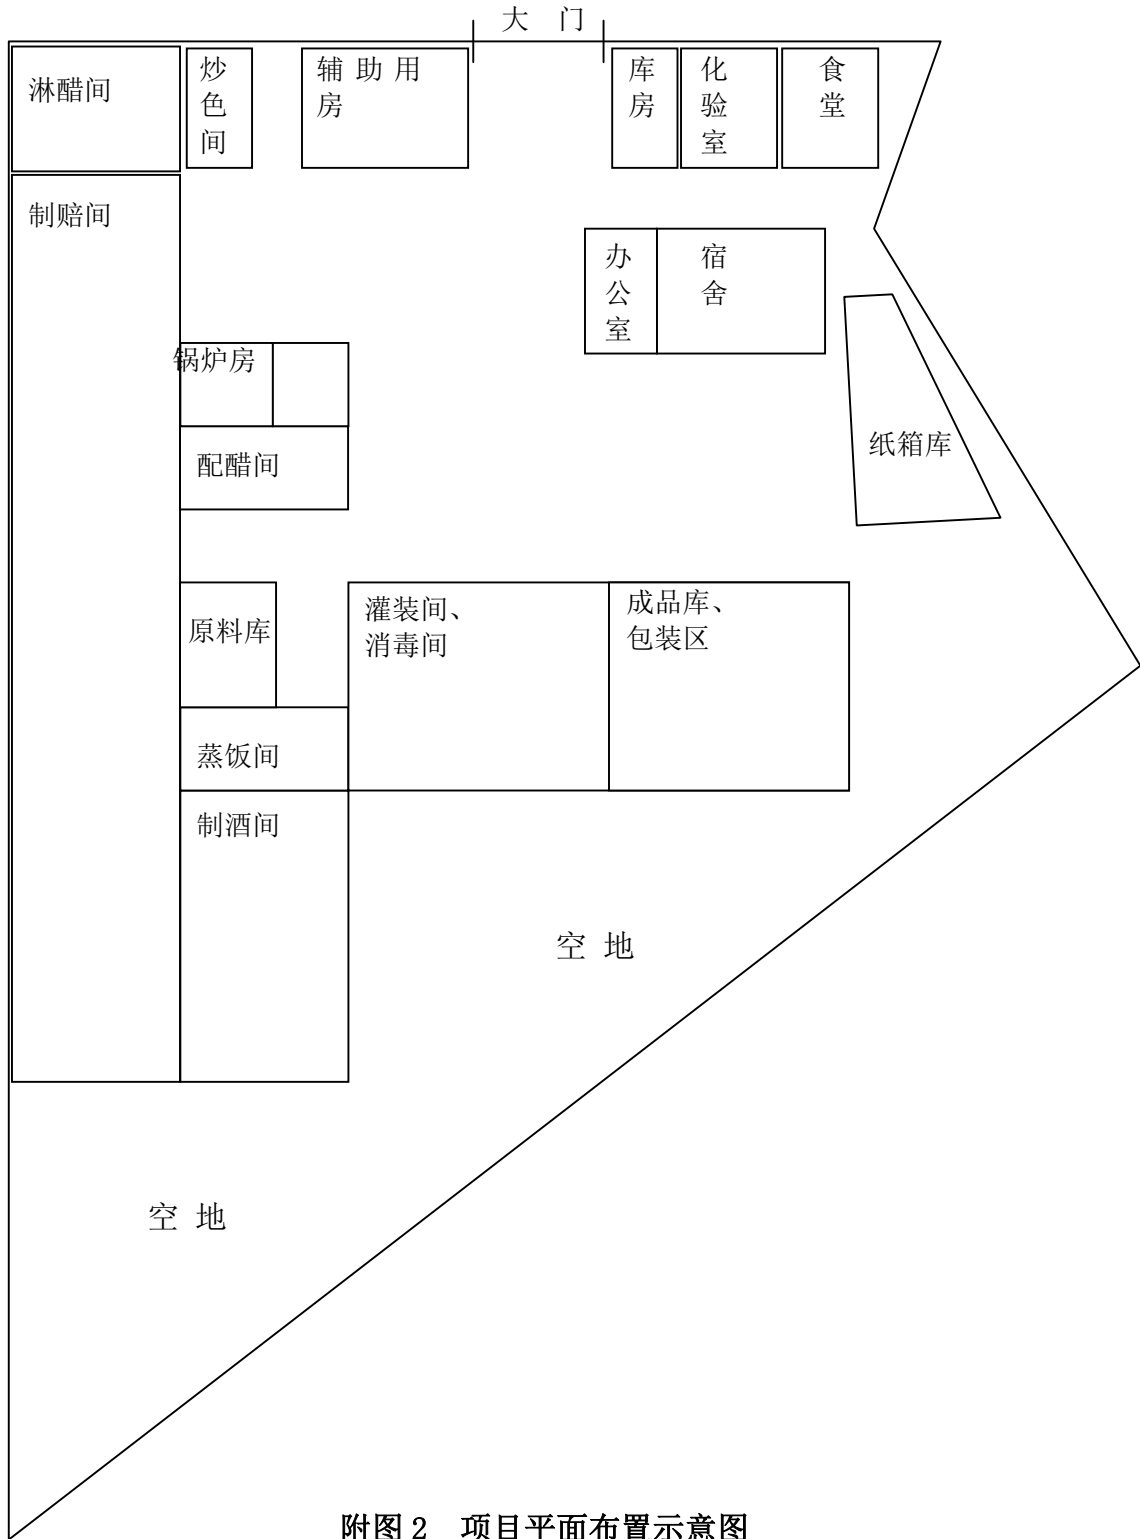 大 门
淋醋间
炒
色
间
辅 助 用
房
库
房
化
验
室
食
堂
制赔间
办
公
室
宿
舍
锅炉房
纸箱库
配醋间
原料库
灌装间、
消毒间
成品库、
包装区
蒸饭间
制酒间
空 地
空 地
附图 2 项目平面布置示意图